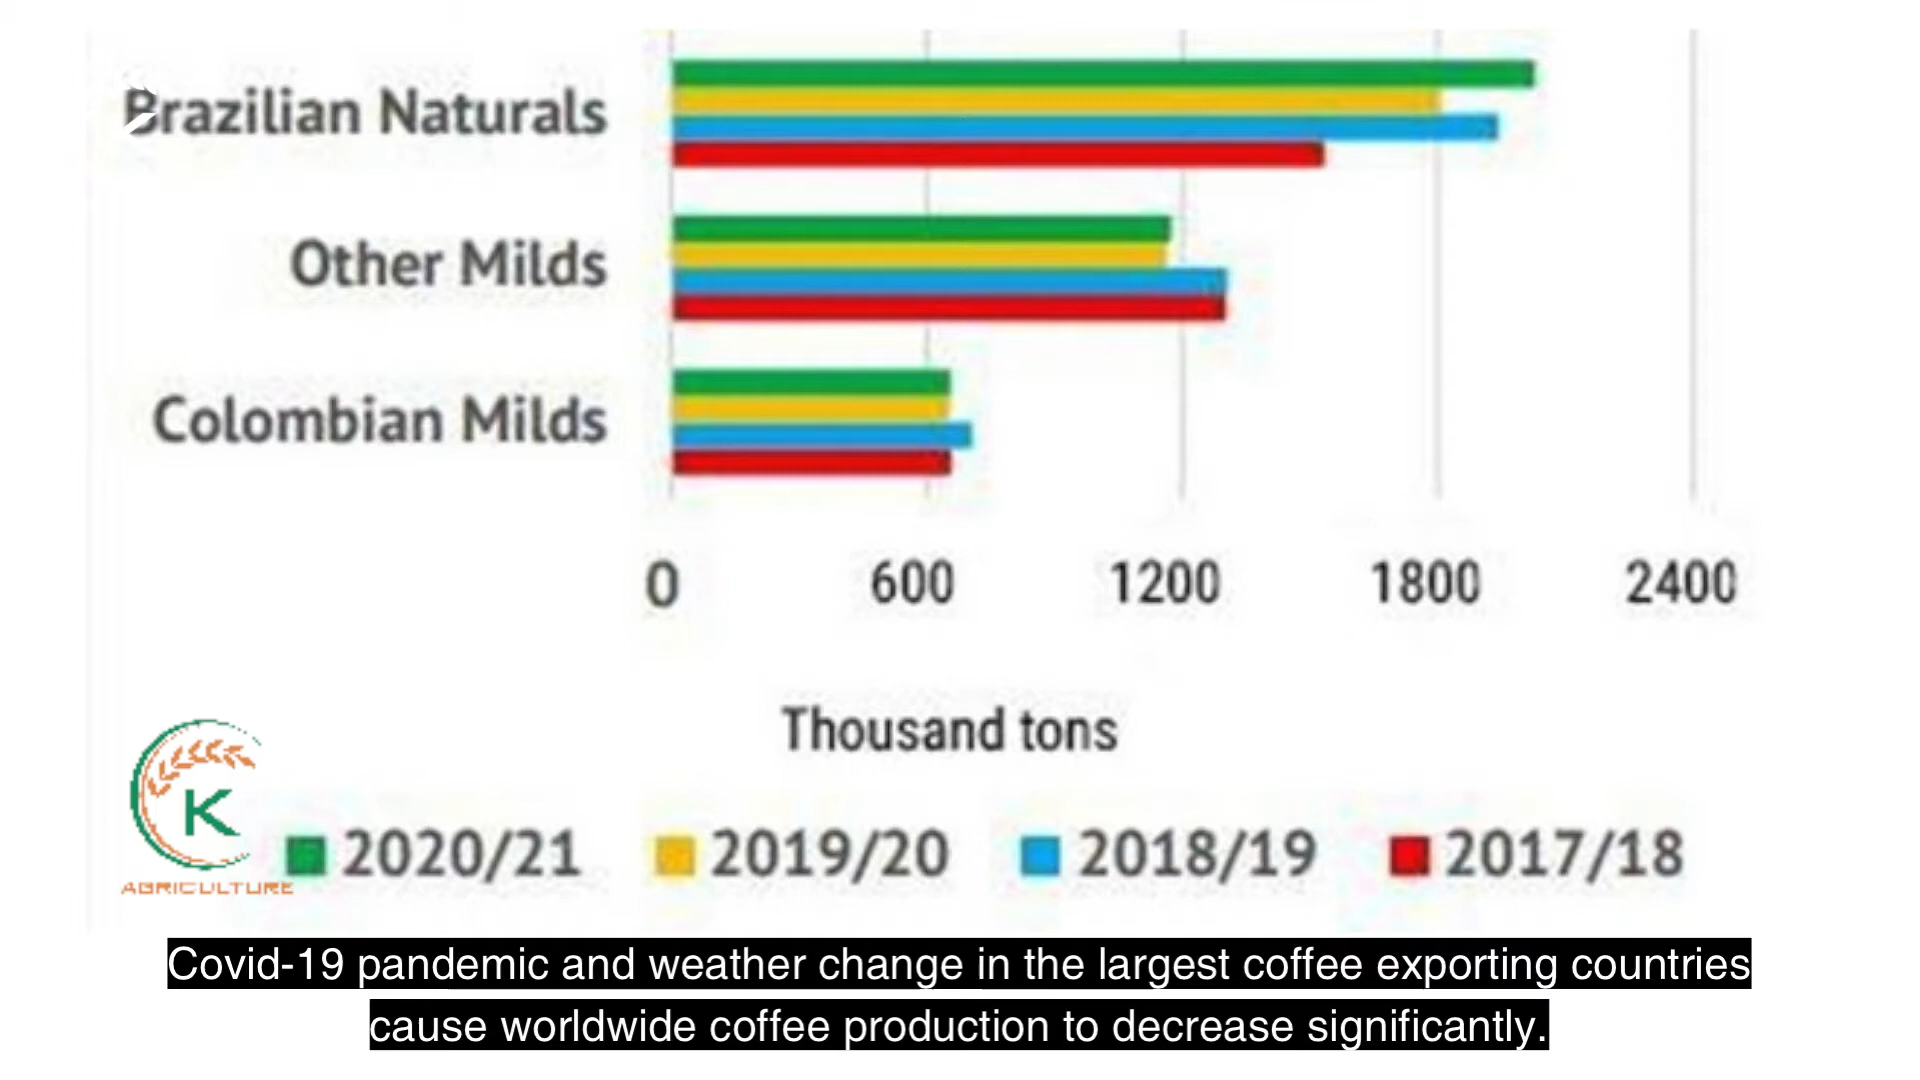 Brazilian Naturals
Other Milds
Colombian Milds
0 600 1200 1800 2400
Thousand tons
K
AGRICULTURE
2020/21 2019/20 2018/19 2017/18
Covid-19 pandemic and weather change in the largest coffee exporting countries
cause worldwide coffee production to decrease significantly.